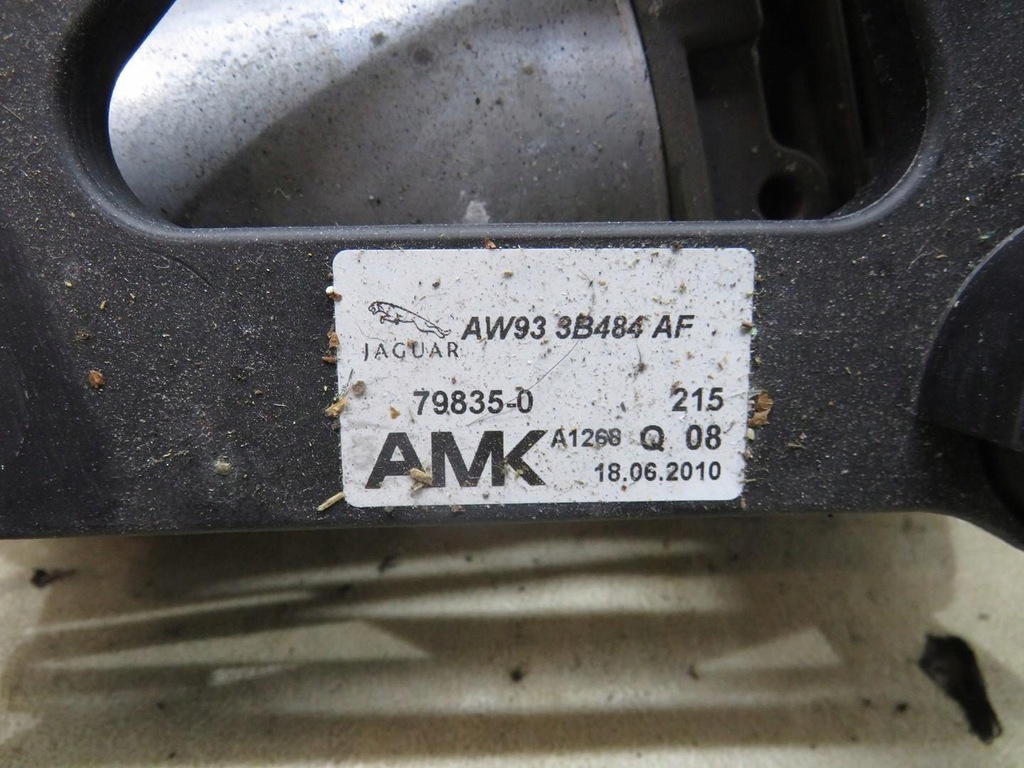 AW93 3B484 AF
JAGUAR
79835-0 215
AMK A1268 Q 08
18.06.2010